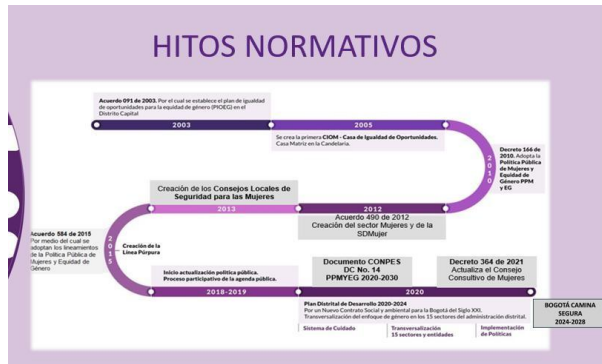 HITOS NORMATIVOS
Acuerdo 091 de 2003. Por el cual se establece el plan de igualdad
de oportunidades para la equidad de género (PIOEG) en el
Distrito Capital
2003
2005
Se crea la primera CIOM - Casa de Igualdad de Oportunidades.
Casa Matriz en la Candelaria.
2010
Decreto 166 de
2010. Adopta la
Política Pública
de Mujeres y
Equidad de
Género PPM
y EG
Creación de los Consejos Locales de
Seguridad para las Mujeres
2013
2012
Acuerdo 490 de 2012
Creación del sector Mujeres y de la
SDMujer
Acuerdo 584 de 2015
Por medio del cual se
adoptan los lineamientos
de la Política Pública de
Mujeres y Equidad de
Género
2015
Creación de la
Línea Púrpura
Inicio actualización política pública.
Proceso participativo de la agenda pública.
2018-2019
Documento CONPES
DC No. 14
PPMYEG 2020-2030
Decreto 364 de 2021
Actualiza el Consejo
Consultivo de Mujeres
2020
Plan Distrital de Desarrollo 2020-2024
Por un Nuevo Contrato Social y ambiental para la Bogotá del Siglo XXI.
Transversalización del enfoque de género en los 15 sectores del administración distrital.
Sistema de Cuidado
Transversalización
15 sectores y entidades
Implementación
de Políticas
BOGOTÁ CAMINA
SEGURA
2024-2028